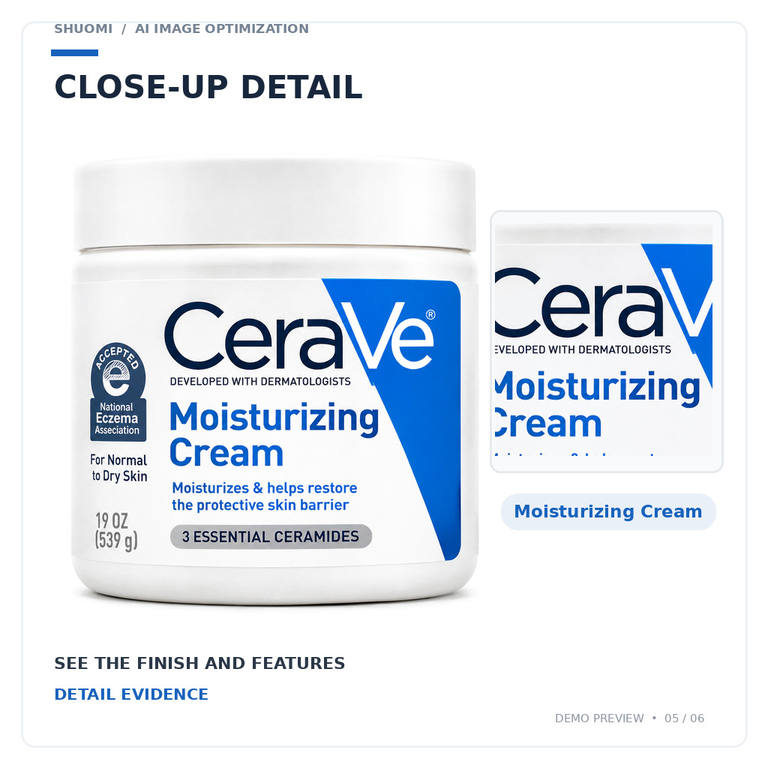 SHUOMI / AI IMAGE OPTIMIZATION
CLOSE-UP DETAIL
CeraVe®
DEVELOPED WITH DERMATOLOGISTS
Moisturizing
Cream
Moisturizes & helps restore
the protective skin barrier
3 ESSENTIAL CERAMIDES
ACCEPTED
National
Eczema
Association
For Normal
to Dry Skin
19 OZ
(539 g)
CeraV
EVELOPED WITH DERMATOLOGISTS
Moisturizing
Cream
Moisturizing Cream
SEE THE FINISH AND FEATURES
DETAIL EVIDENCE
DEMO PREVIEW • 05 / 06